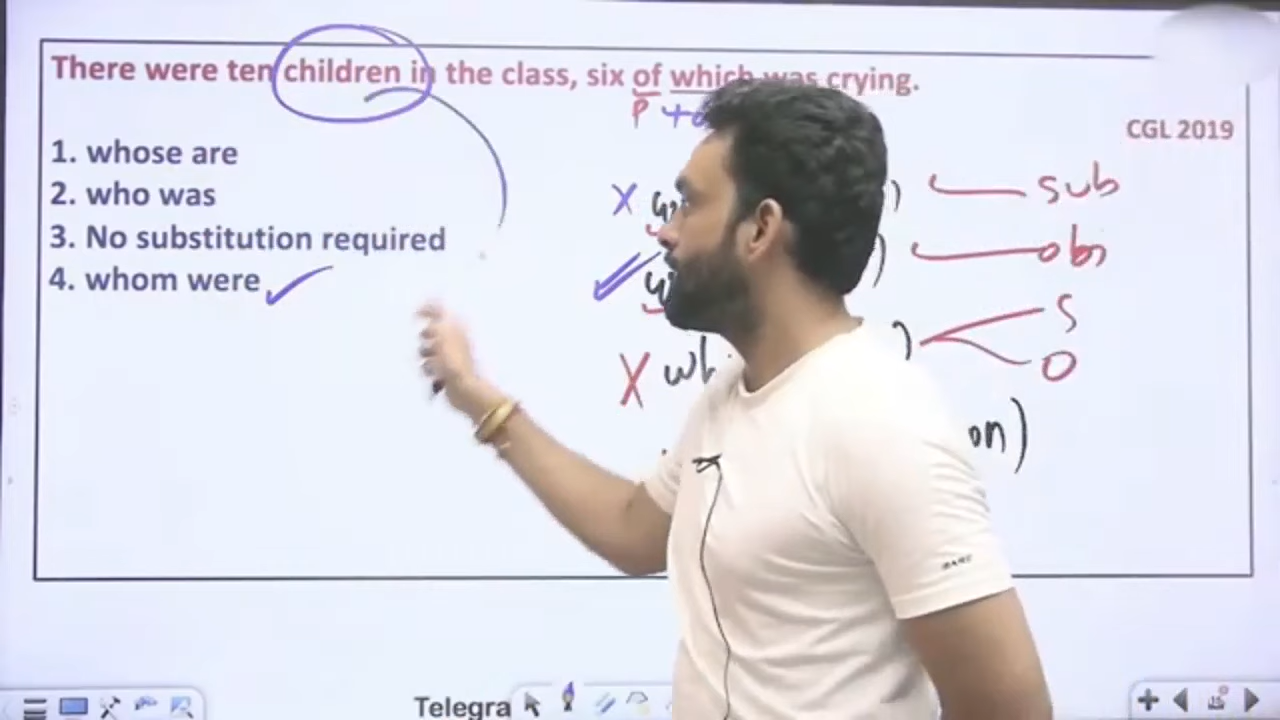 There were ten children in the class, six of which was crying.
P +
CGL 2019
1. whose are
2. who was
3. No substitution required
4. whom were
X ) sub
) obj
X ) S
O
on)
Telegra